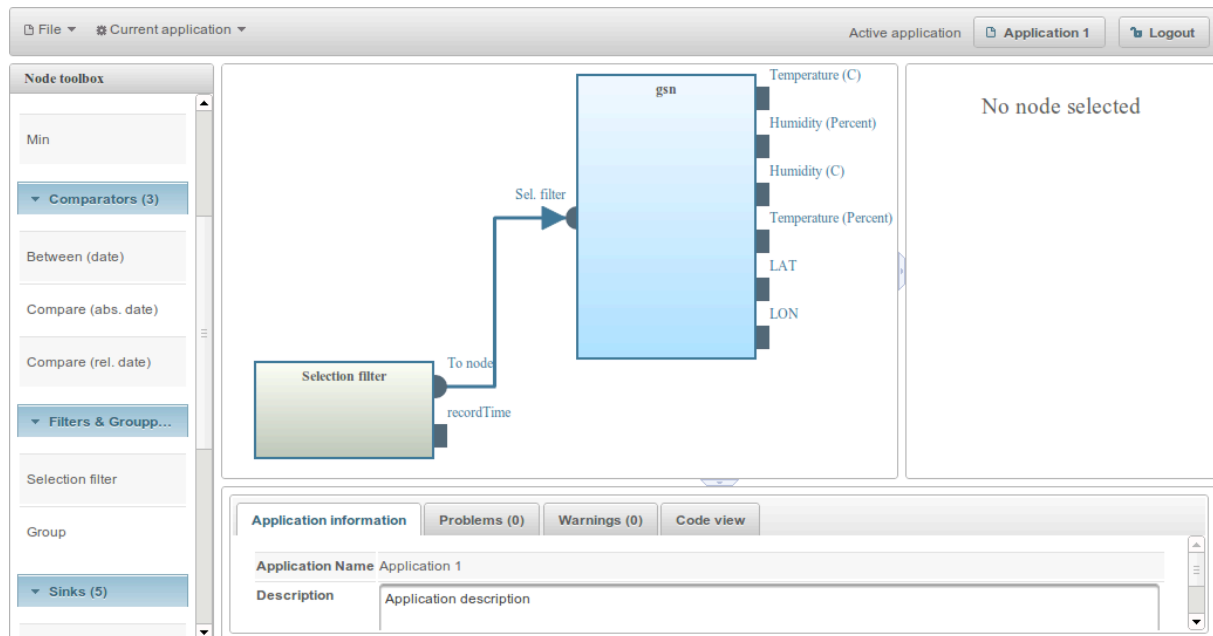 File Current application Active application Application 1 Logout
Node toolbox
Min
Comparators (3)
Between (date)
Compare (abs. date)
Compare (rel. date)
Filters & Groupp...
Selection filter
Group
Sinks (5)
gsn
Temperature (C)
Humidity (Percent)
Humidity (C)
Temperature (Percent)
LAT
LON
Sel. filter
Selection filter
To node
recordTime
No node selected
Application information Problems (0) Warnings (0) Code view
Application Name Application 1
Description Application description